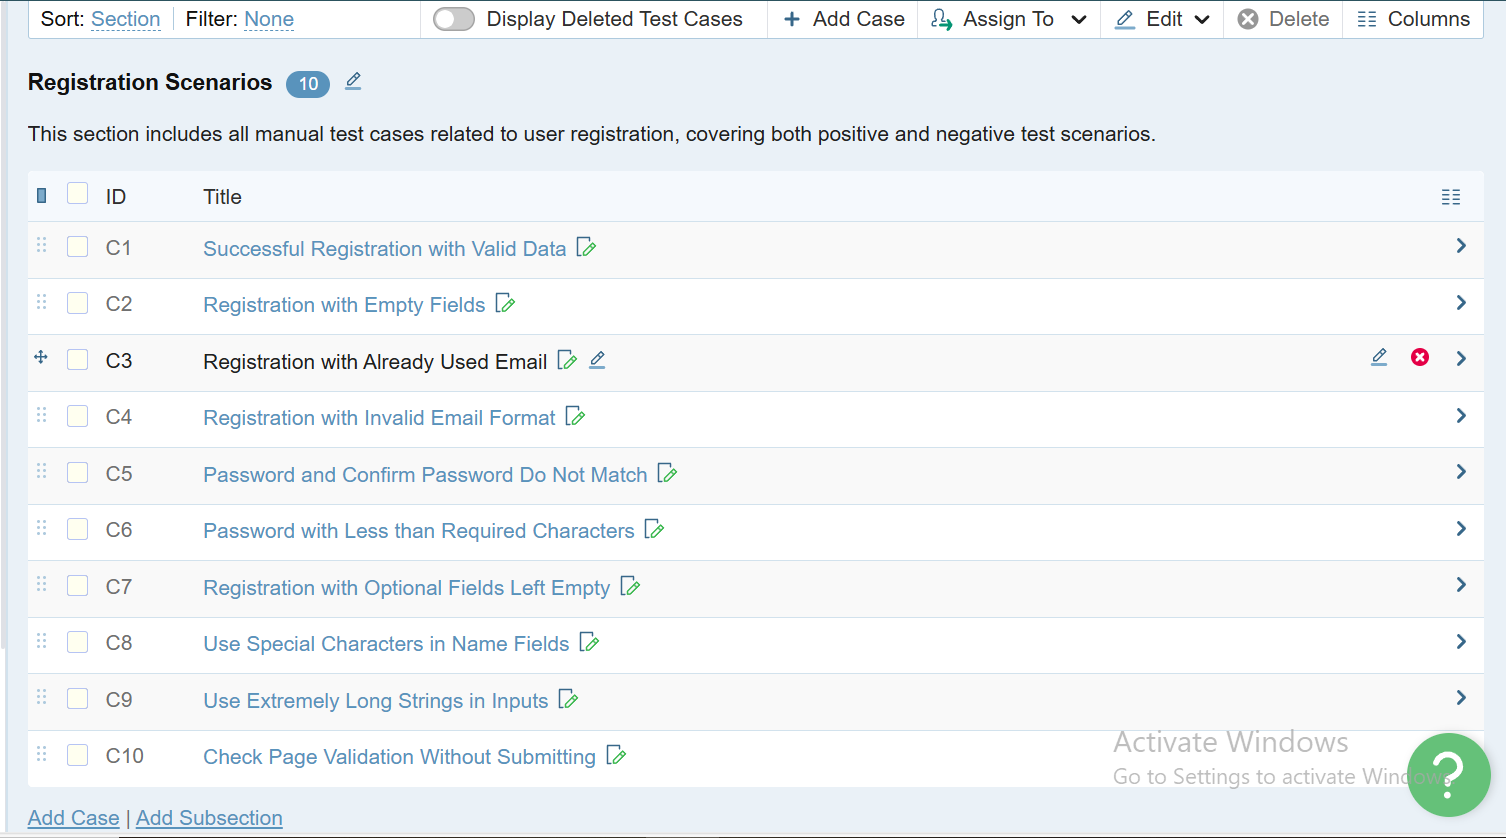 Sort: Section Filter: None Display Deleted Test Cases + Add Case Assign To Edit Delete Columns
Registration Scenarios 10
This section includes all manual test cases related to user registration, covering both positive and negative test scenarios.
ID Title
C1 Successful Registration with Valid Data
C2 Registration with Empty Fields
C3 Registration with Already Used Email
C4 Registration with Invalid Email Format
C5 Password and Confirm Password Do Not Match
C6 Password with Less than Required Characters
C7 Registration with Optional Fields Left Empty
C8 Use Special Characters in Name Fields
C9 Use Extremely Long Strings in Inputs
C10 Check Page Validation Without Submitting
Activate Windows
Go to Settings to activate Windows.
?
Add Case | Add Subsection